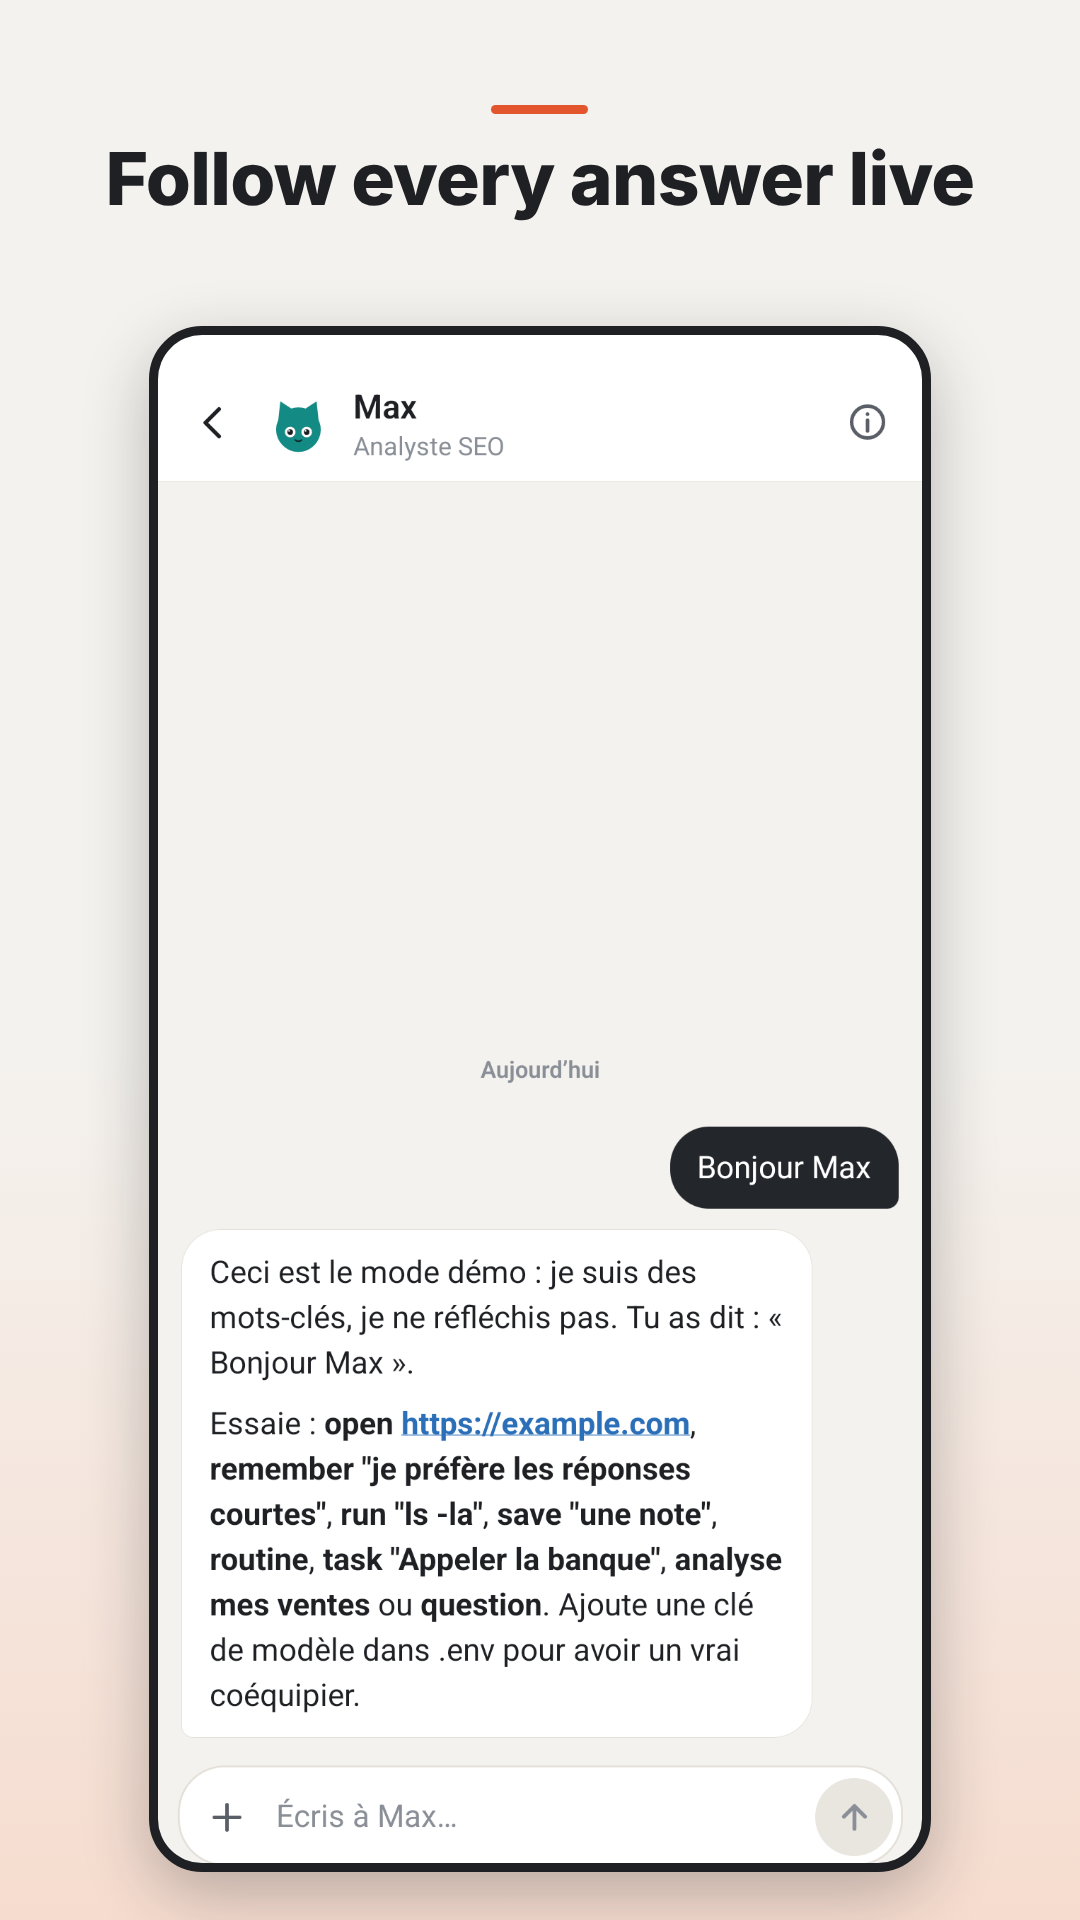 Follow every answer live
Max
Analyste SEO
Aujourd’hui
Bonjour Max
Ceci est le mode démo : je suis des
mots-clés, je ne réfléchis pas. Tu as dit : «
Bonjour Max ».
Essaie : open https://example.com,
remember "je préfère les réponses
courtes", run "ls -la", save "une note",
routine, task "Appeler la banque", analyse
mes ventes ou question. Ajoute une clé
de modèle dans .env pour avoir un vrai
coéquipier.
Écris à Max…